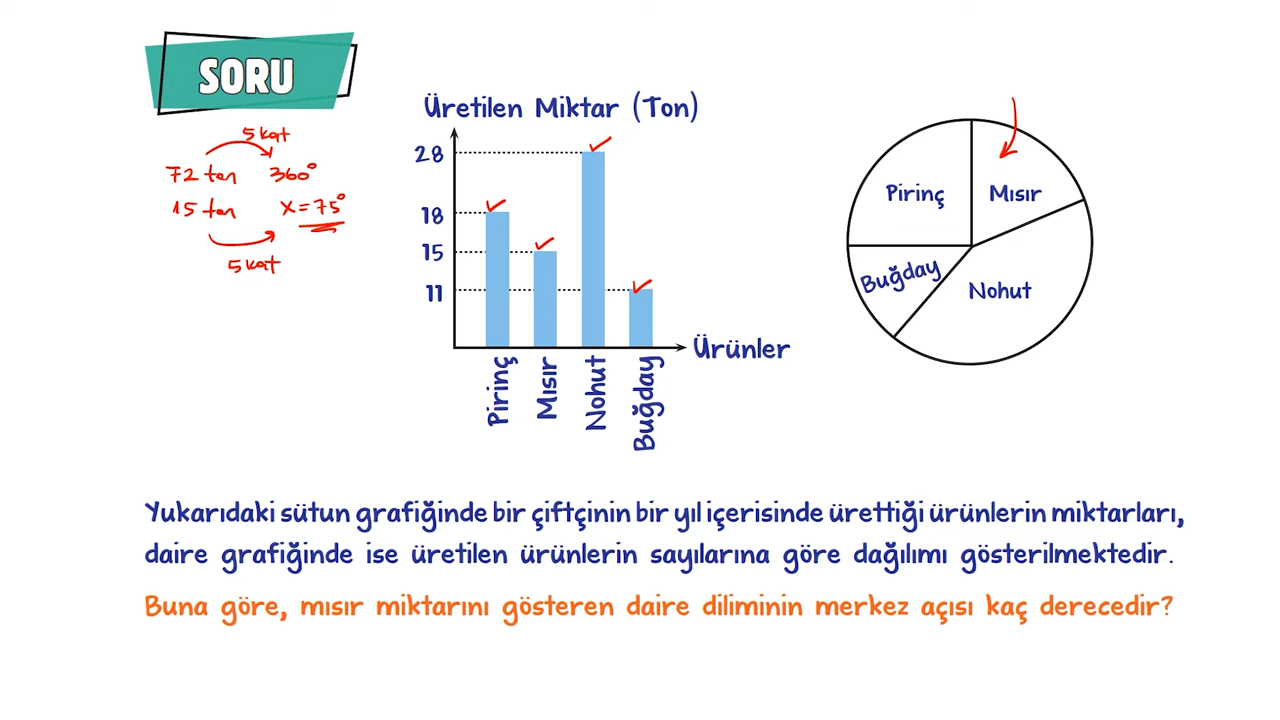 SORU
5 kat
72 ton 360°
15 ton x = 75°
5 kat
Üretilen Miktar (Ton)
28
18
15
11
Ürünler
Pirinç
Mısır
Nohut
Buğday
Pirinç
Mısır
Buğday
Nohut
Yukarıdaki sütun grafiğinde bir çiftçinin bir yıl içerisinde ürettiği ürünlerin miktarları,
daire grafiğinde ise üretilen ürünlerin sayılarına göre dağılımı gösterilmektedir.
Buna göre, mısır miktarını gösteren daire diliminin merkez açısı kaç derecedir?